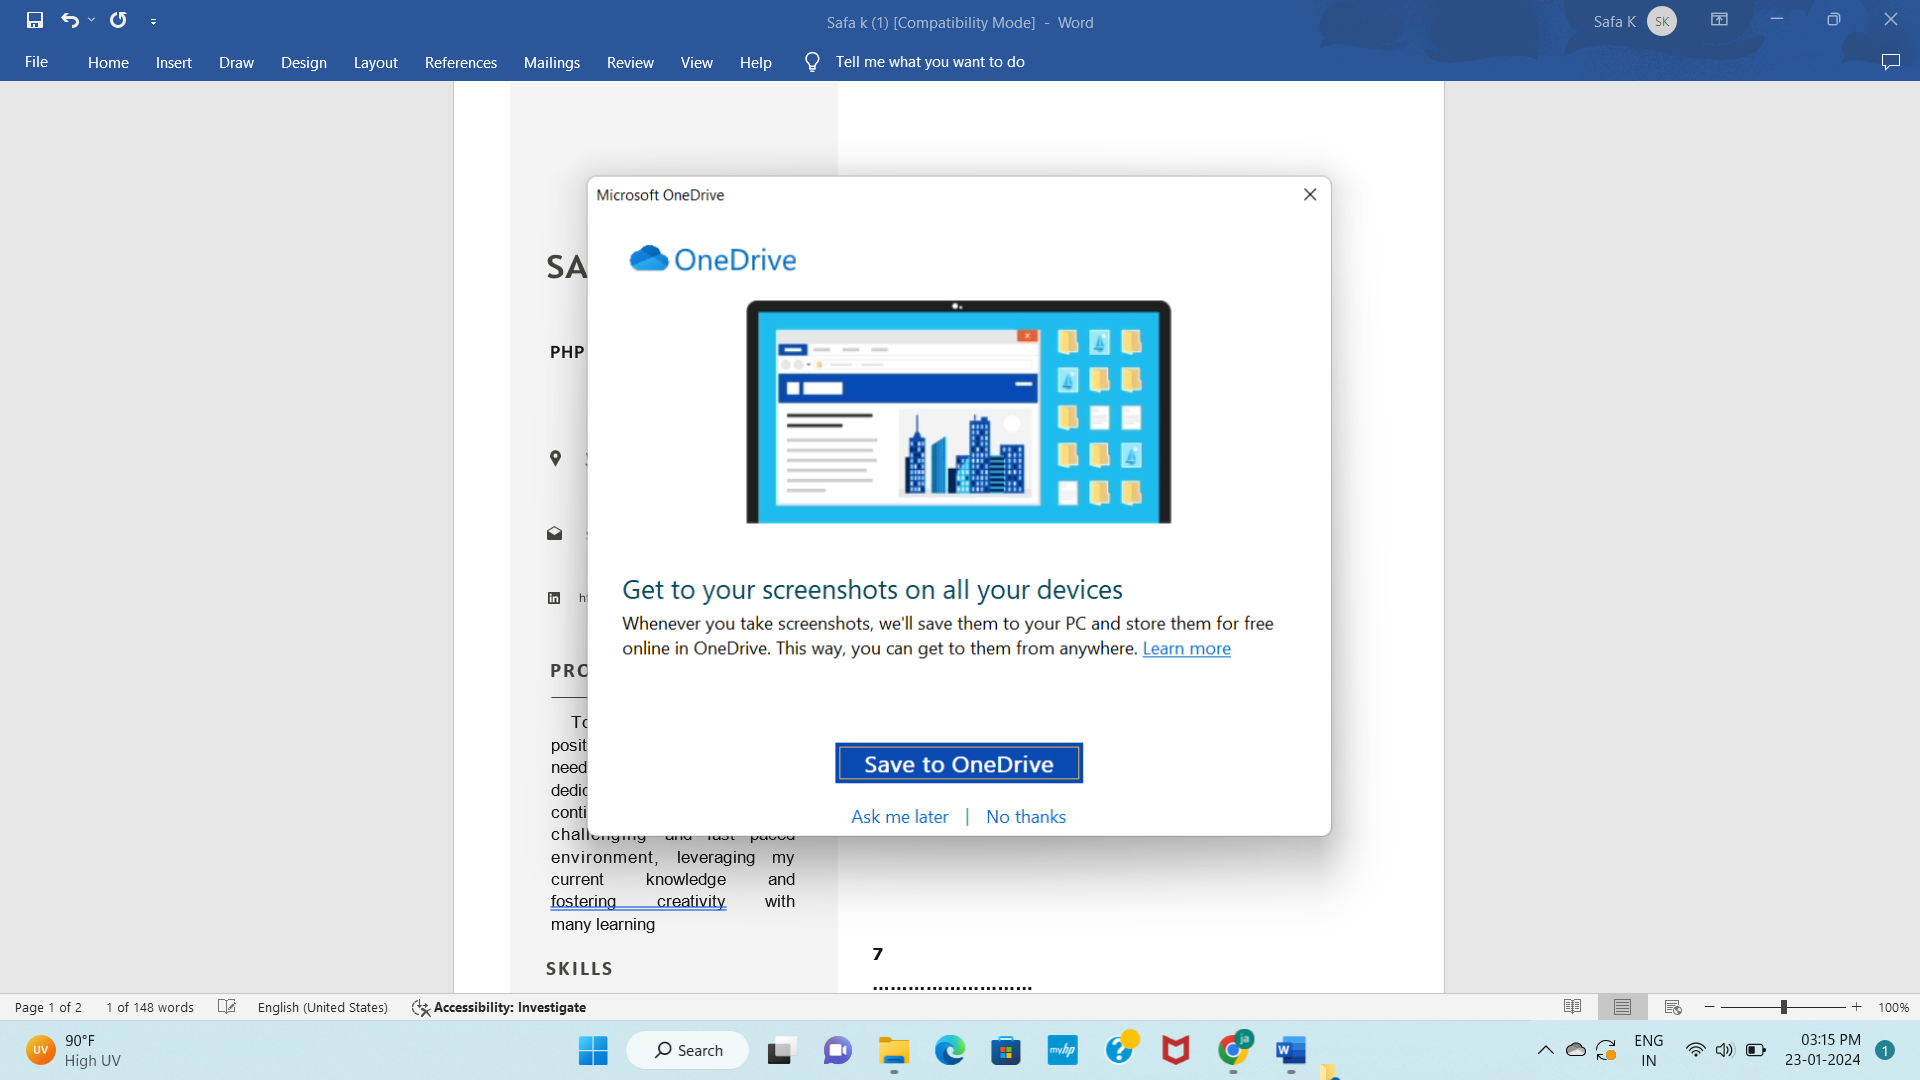 Safa k (1) [Compatibility Mode] - Word
Safa K SK
File Home Insert Draw Design Layout References Mailings Review View Help Tell me what you want to do
Microsoft OneDrive
OneDrive
SA
PHP
Get to your screenshots on all your devices
Whenever you take screenshots, we'll save them to your PC and store them for free
online in OneDrive. This way, you can get to them from anywhere. Learn more
Save to OneDrive
Ask me later | No thanks
PRO
To
posit
need
dedic
conti
challenging and fast paced
environment, leveraging my
current knowledge and
fostering creativity with
many learning
SKILLS
7
...........................
Page 1 of 2 1 of 148 words English (United States) Accessibility: Investigate 100%
UV 90°F
High UV
Search
myhp
ja
ENG
IN
03:15 PM
23-01-2024
1